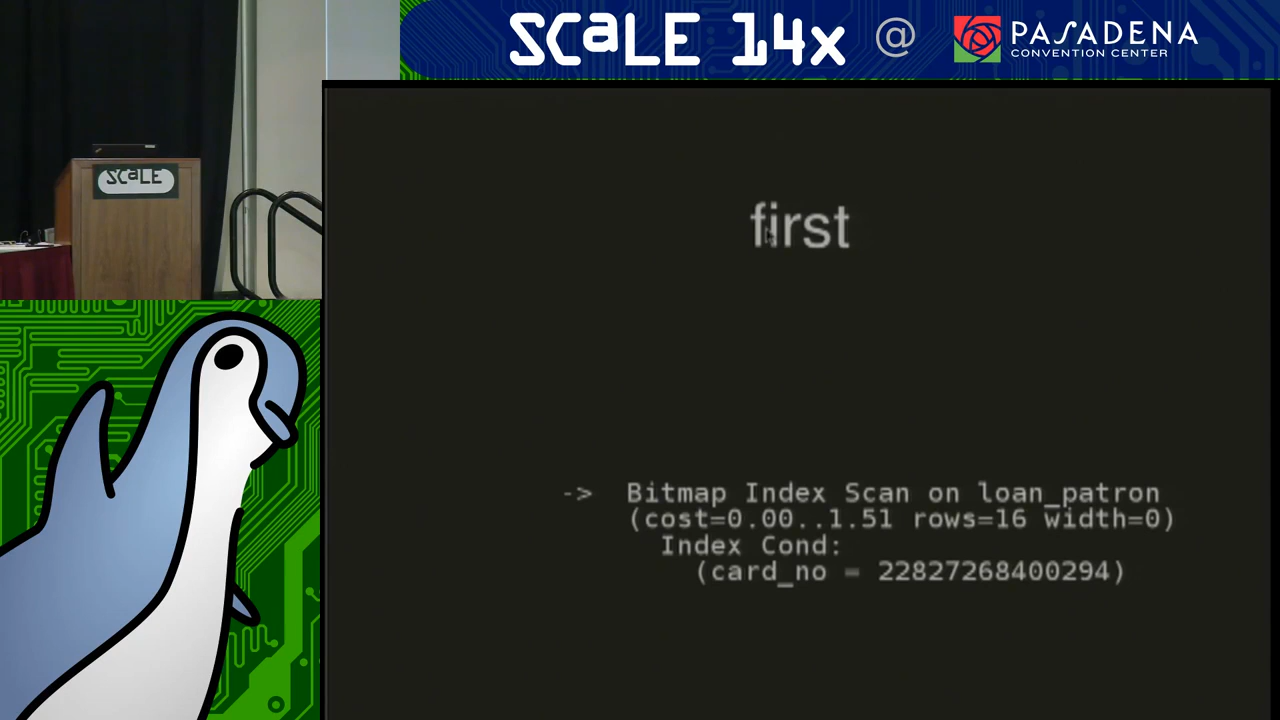 SCaLE 14x @ PASADENA
CONVENTION CENTER
SCaLE
first
-> Bitmap Index Scan on loan_patron
(cost=0.00..1.51 rows=16 width=0)
Index Cond:
(card_no = 22827268400294)